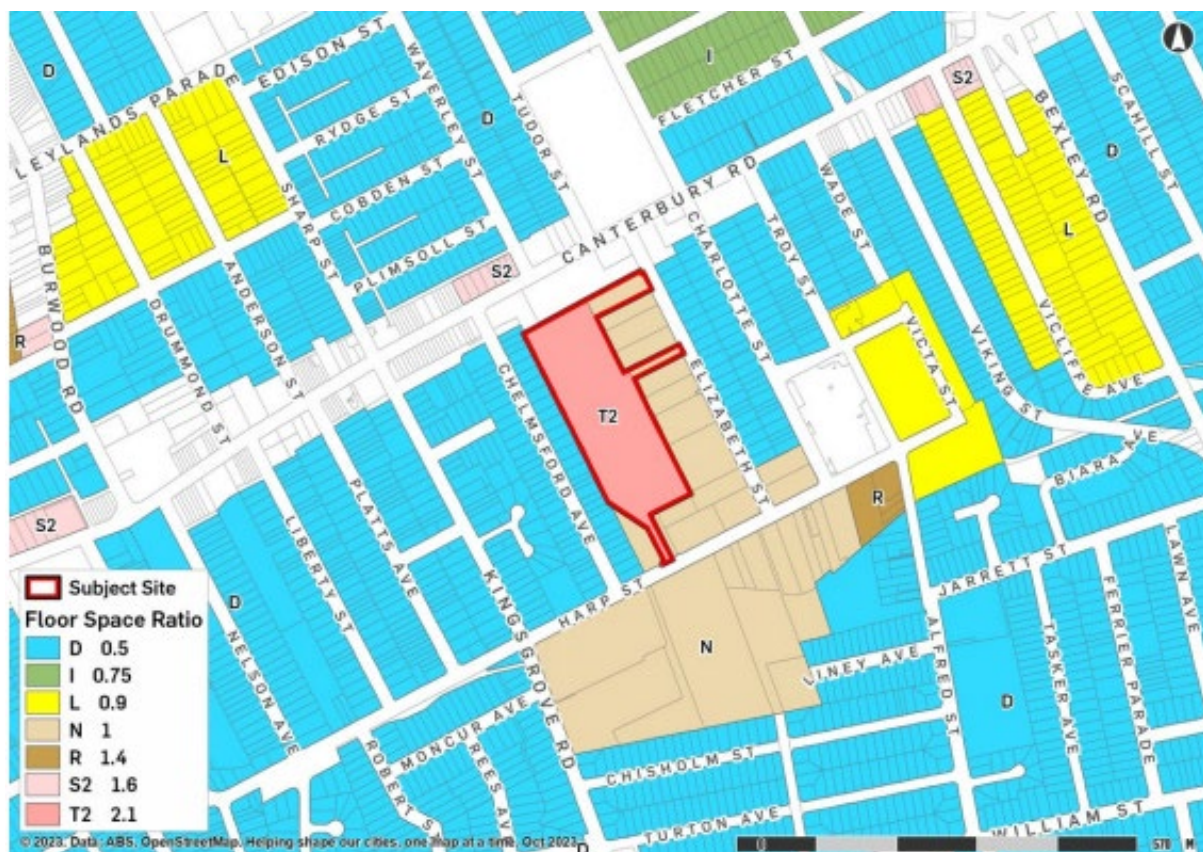 EDISON ST
LEYLANDS PARADE
D
I
S2
RYDGE ST
WAVERLEY ST
TUDOR ST
D
FLETCHER ST
BEXLEY RD
SCAHILL ST
D
L
COBDEN ST
SHARP ST
PLIMSOLL ST
CANTERBURY RD
WADE ST
TROY ST
CHARLOTTE ST
L
BURWOOD RD
DRUMMOND ST
ANDERSON ST
S2
R
VICTA ST
VIKING ST
VICLIFFE AVE
CHELMSFORD AVE
T2
ELIZABETH ST
BIARA AVE
PLATTS AVE
LIBERTY ST
S2
R
KINGSGROVE RD
HARP ST
JARRETT ST
LAWN AVE
FERRIER PARADE
TASKER AVE
ALFRED ST
D
NELSON AVE
N
LINEY AVE
D
MONCUR AVE
CHISHOLM ST
TURTON AVE
WILLIAM ST
D
Subject Site
Floor Space Ratio
D 0.5
I 0.75
L 0.9
N 1
R 1.4
S2 1.6
T2 2.1
© 2023. Data: ABS, OpenStreetMap. Helping shape our cities, one map at a time, Oct 2023
0
570